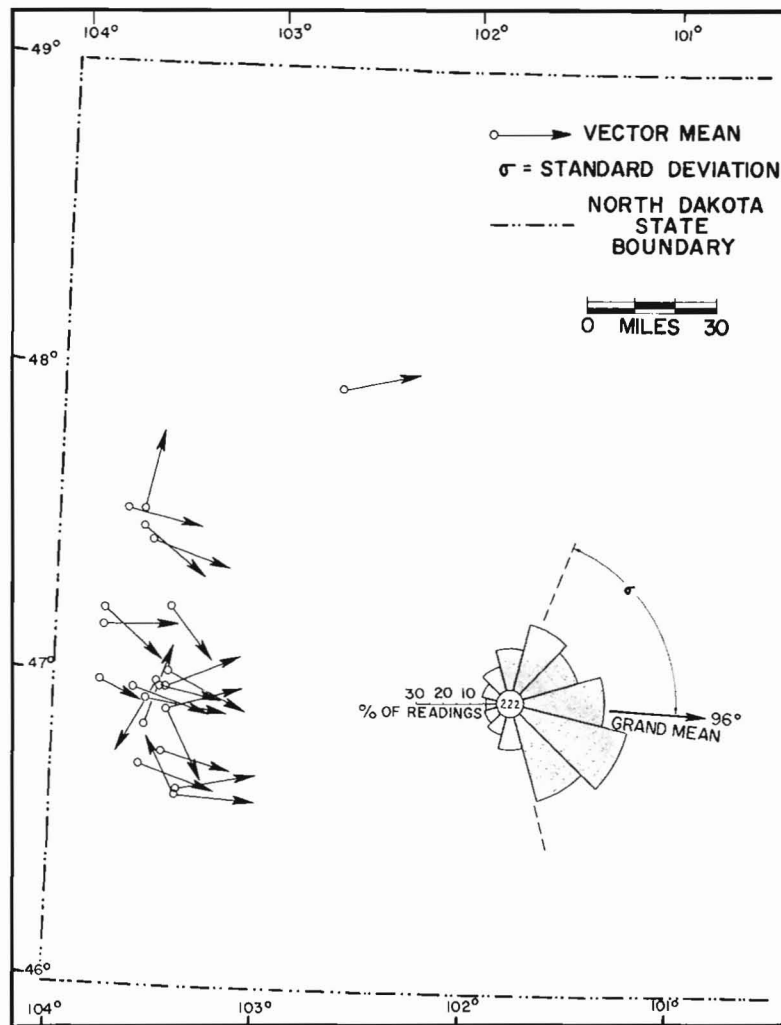 104° 103° 102° 101°
49°
VECTOR MEAN
σ = STANDARD DEVIATION
NORTH DAKOTA
STATE
BOUNDARY
0 MILES 30
48°
σ
47°
30 20 10
222
% OF READINGS
GRAND MEAN
96°
46°
104° 103° 102° 101°